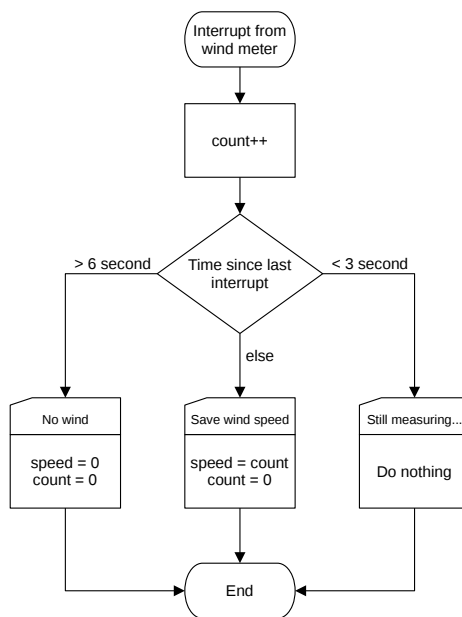 Interrupt from
wind meter
count++
Time since last
interrupt
> 6 second
< 3 second
else
No wind
speed = 0
count = 0
Save wind speed
speed = count
count = 0
Still measuring...
Do nothing
End